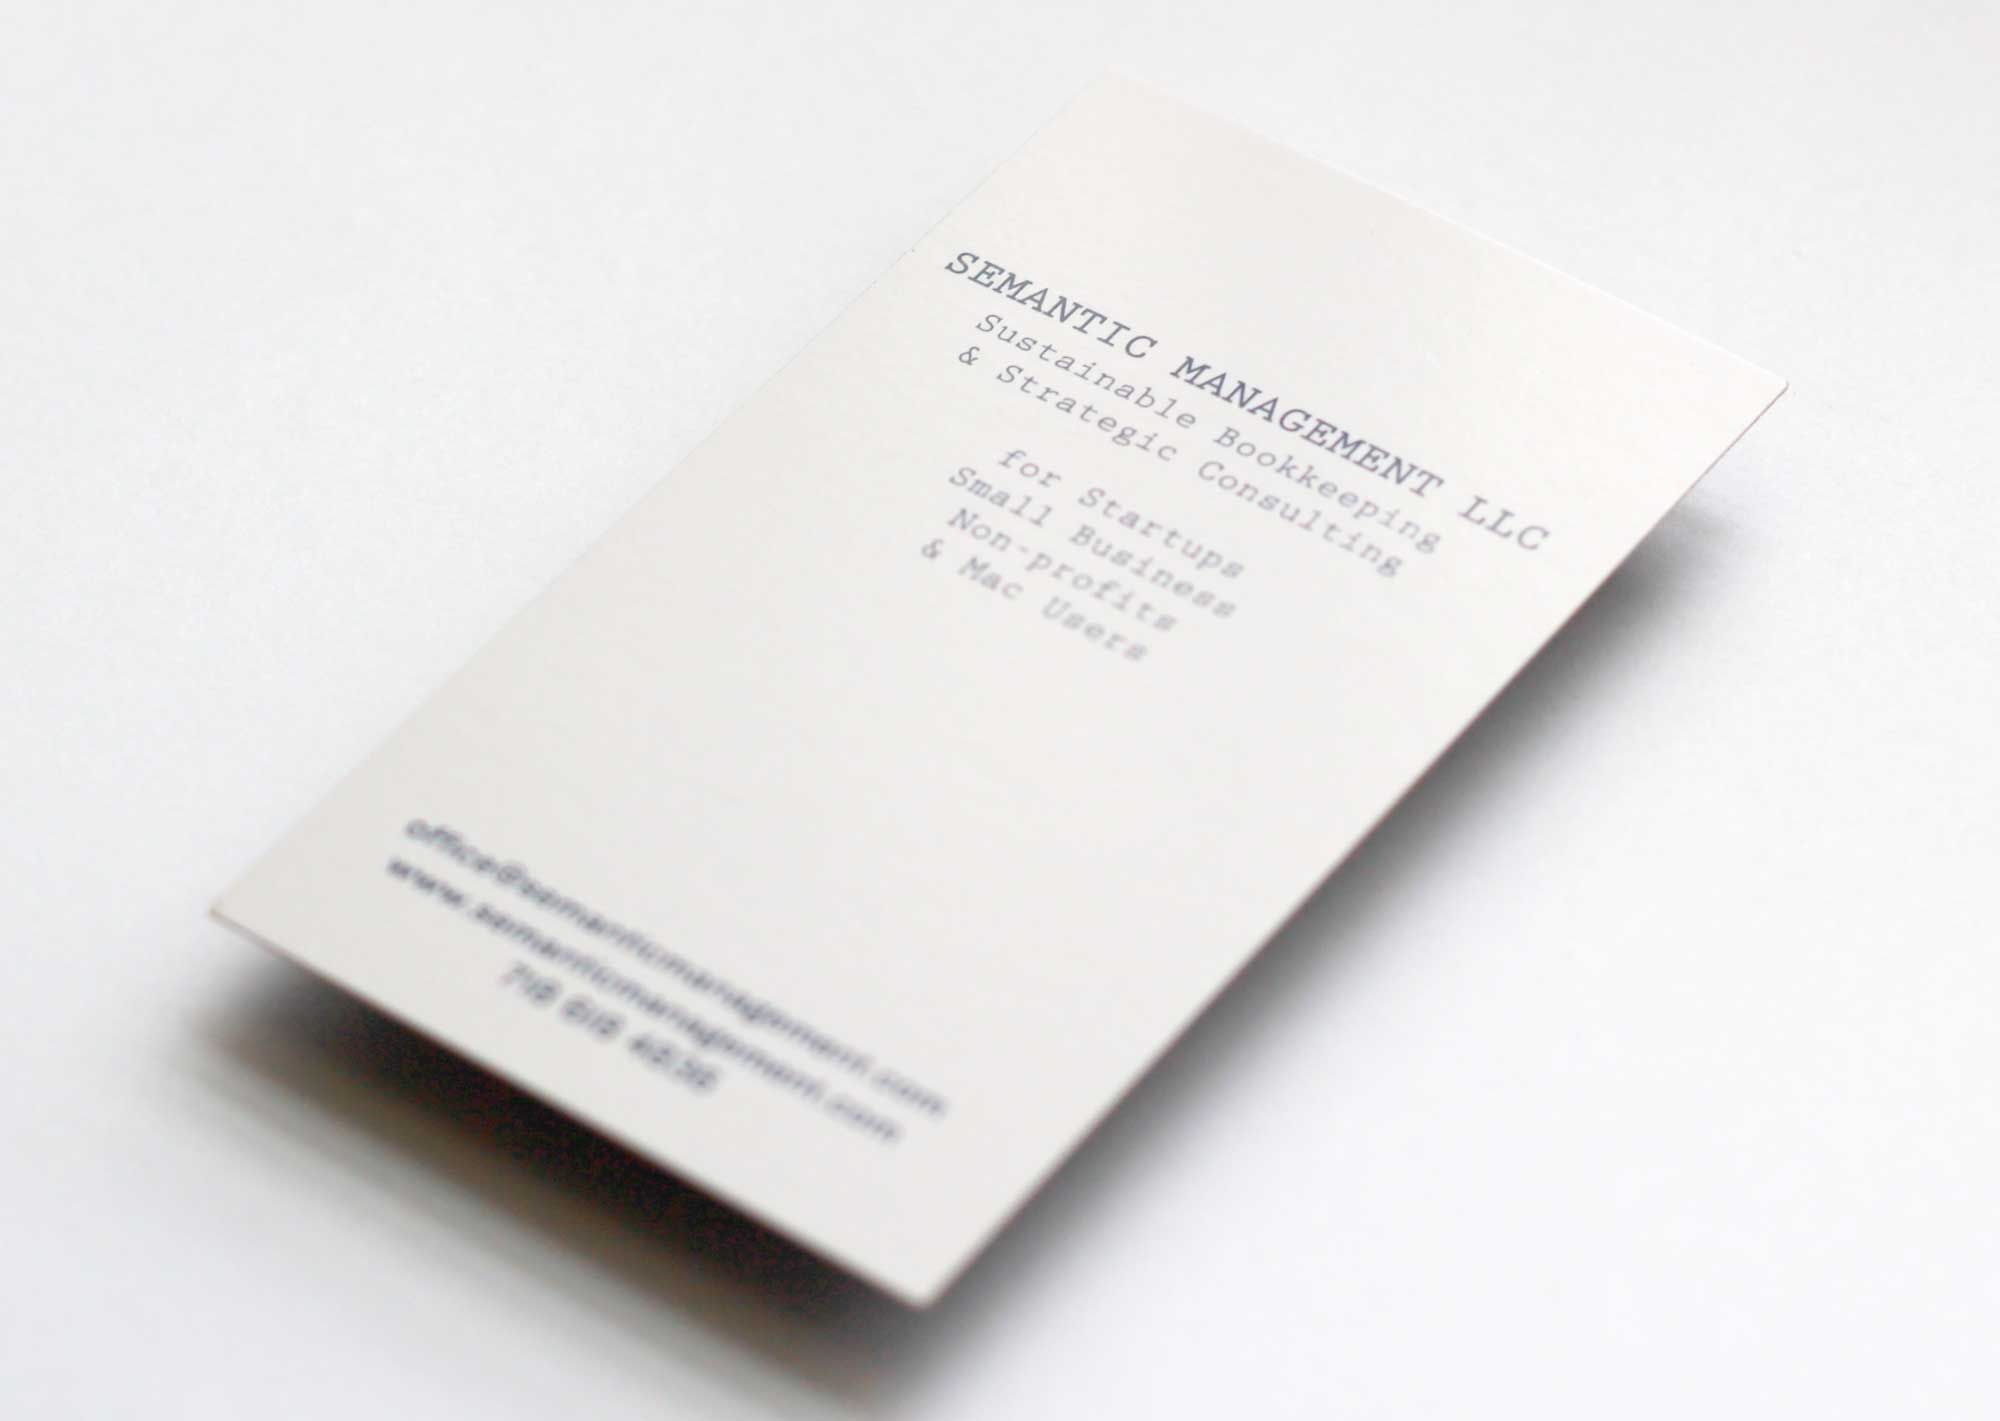 SEMANTIC MANAGEMENT LLC
Sustainable Bookkeeping
& Strategic Consulting
for Startups
Small Business
Non-profits
& Mac Users
office@semanticmanagement.com
www.semanticmanagement.com
718